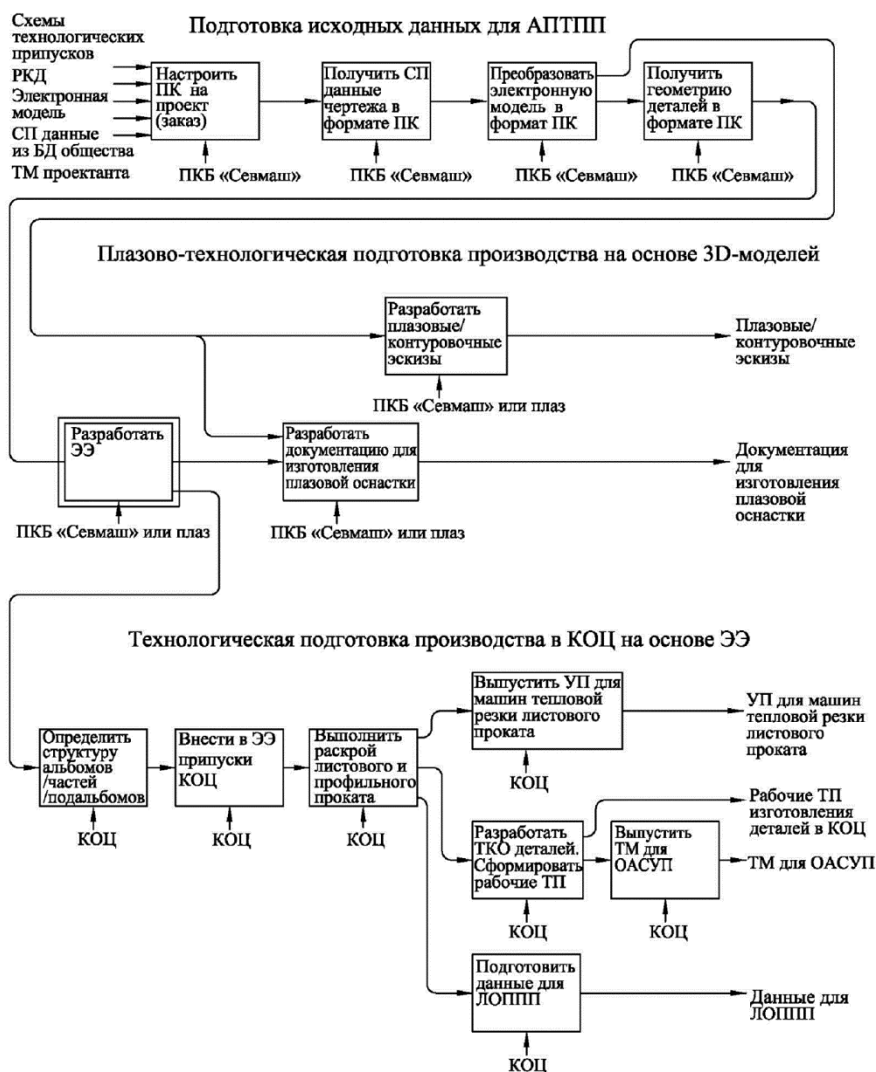 Подготовка исходных данных для АПТПП
Схемы
технологических
припусков
РКД
Электронная
модель
СП данные
из БД общества
ТМ проектанта
Настроить
ПК на
проект
(заказ)
Получить СП
данные
чертежа в
формате ПК
Преобразовать
электронную
модель в
формат ПК
Получить
геометрию
деталей в
формате ПК
ПКБ «Севмаш»
ПКБ «Севмаш»
ПКБ «Севмаш»
ПКБ «Севмаш»
Плазово-технологическая подготовка производства на основе 3D-моделей
Разработать
плазовые/
контуровочные
эскизы
Плазовые/
контуровочные
эскизы
ПКБ «Севмаш» или плаз
Разработать
ЭЭ
Разработать
документацию для
изготовления
плазовой оснастки
Документация
для
изготовления
плазовой
оснастки
ПКБ «Севмаш» или плаз
ПКБ «Севмаш» или плаз
Технологическая подготовка производства в КОЦ на основе ЭЭ
Выпустить УП для
машин тепловой
резки листового
проката
УП для машин
тепловой резки
листового
проката
Определить
структуру
альбомов
/частей
/подальбомов
Внести в ЭЭ
припуски
КОЦ
Выполнить
раскрой
листового и
профильного
проката
КОЦ
КОЦ
КОЦ
КОЦ
Разработать
ТКО деталей.
Сформировать
рабочие ТП
Выпустить
ТМ для
ОАСУП
Рабочие ТП
изготовления
деталей в КОЦ
ТМ для ОАСУП
КОЦ
КОЦ
Подготовить
данные для
ЛОППП
Данные для
ЛОППП
КОЦ